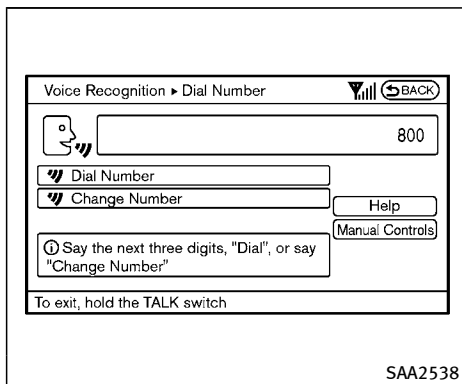 Voice Recognition ▸ Dial Number
BACK
800
Dial Number
Change Number
Help
Manual Controls
Say the next three digits, "Dial", or say
"Change Number"
To exit, hold the TALK switch
SAA2538